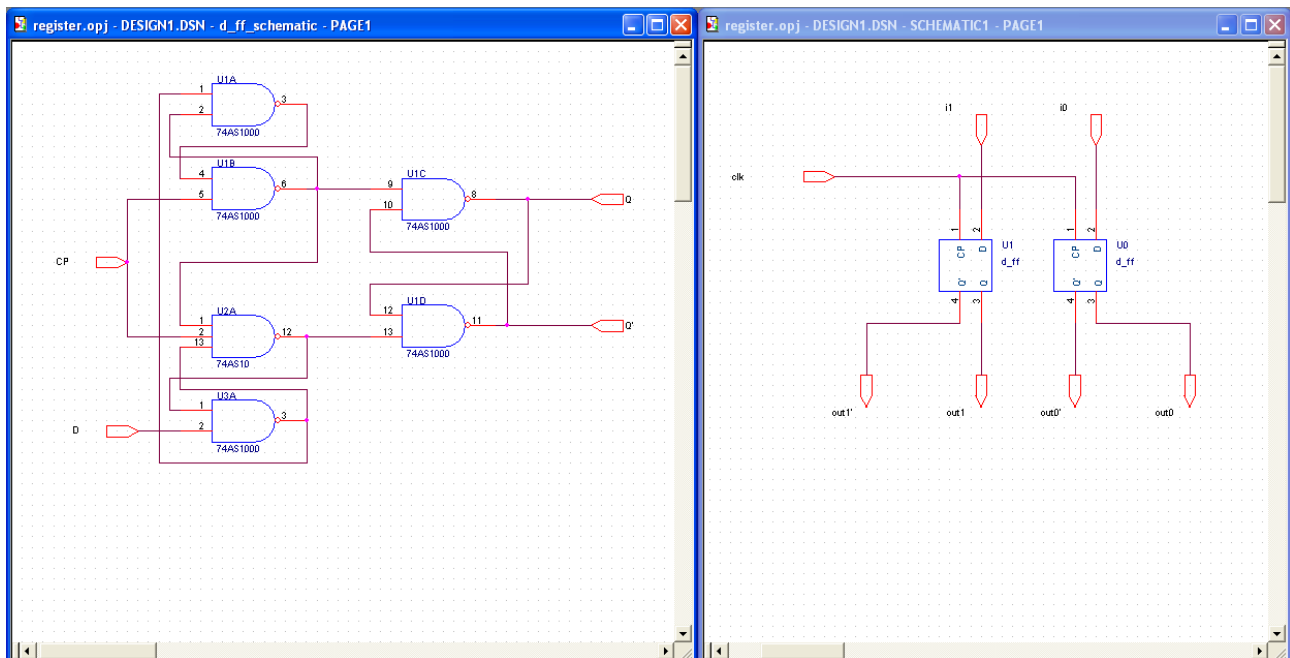 register.opj - DESIGN1.DSN - d_ff_schematic - PAGE1
U1A
1
2
3
74AS1000
U1B
4
5
6
74AS1000
U1C
9
10
8
74AS1000
Q
CP
U2A
1
2
13
12
74AS10
U1D
12
13
11
74AS1000
Q'
U3A
1
2
3
74AS1000
D
register.opj - DESIGN1.DSN - SCHEMATIC1 - PAGE1
i1
i0
clk
1
2
CP
D
Q'
Q
4
3
U1
d_ff
1
2
CP
D
Q'
Q
4
3
U0
d_ff
out1'
out1
out0'
out0